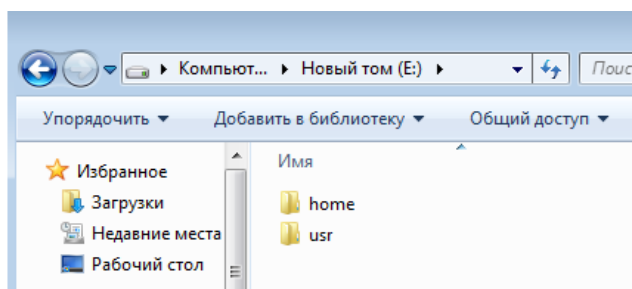 Компьют... Новый том (E:) Поис
Упорядочить Добавить в библиотеку Общий доступ
Избранное
Загрузки
Недавние места
Рабочий стол
Имя
home
usr